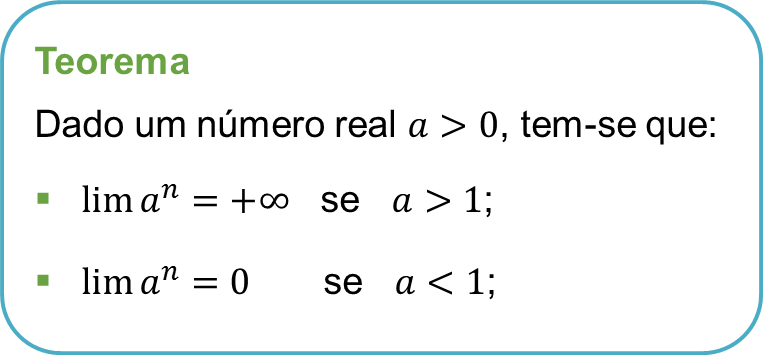 Teorema
Dado um número real 𝑎 > 0, tem-se que:
▪ lim 𝑎ⁿ = +∞ se 𝑎 > 1;
▪ lim 𝑎ⁿ = 0 se 𝑎 < 1;